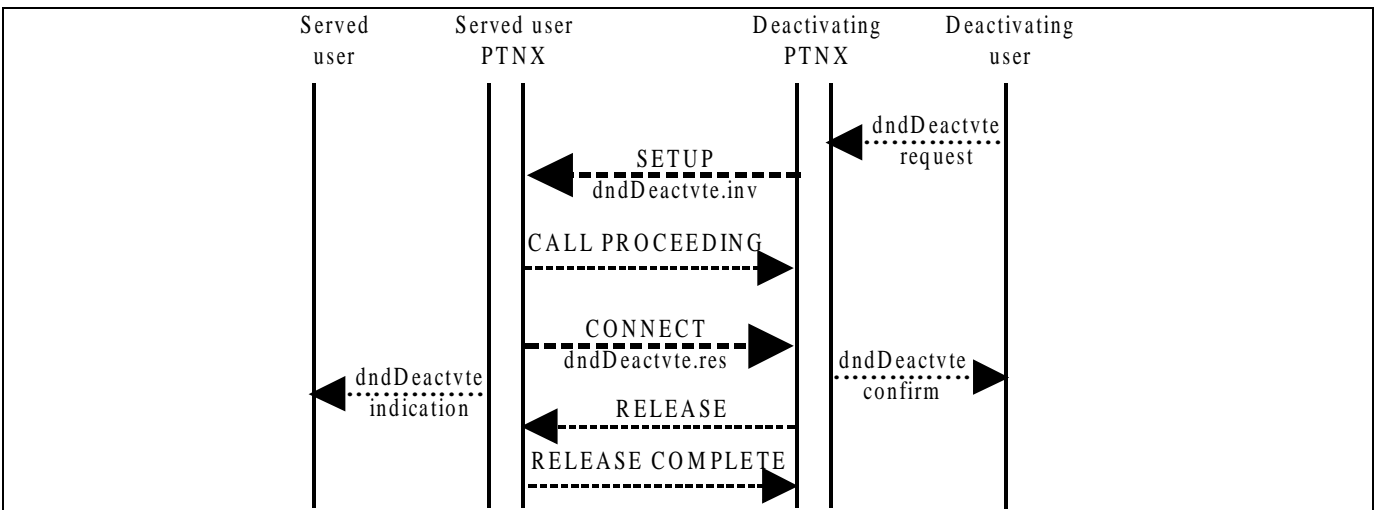 Served Served user Deactivating Deactivating
user PTNX PTNX user
dndDeactvte
request
SETUP
dndDeactvte.inv
CALL PROCEEDING
CONNECT
dndDeactvte.res
dndDeactvte
confirm
dndDeactvte
indication
RELEASE
RELEASE COMPLETE